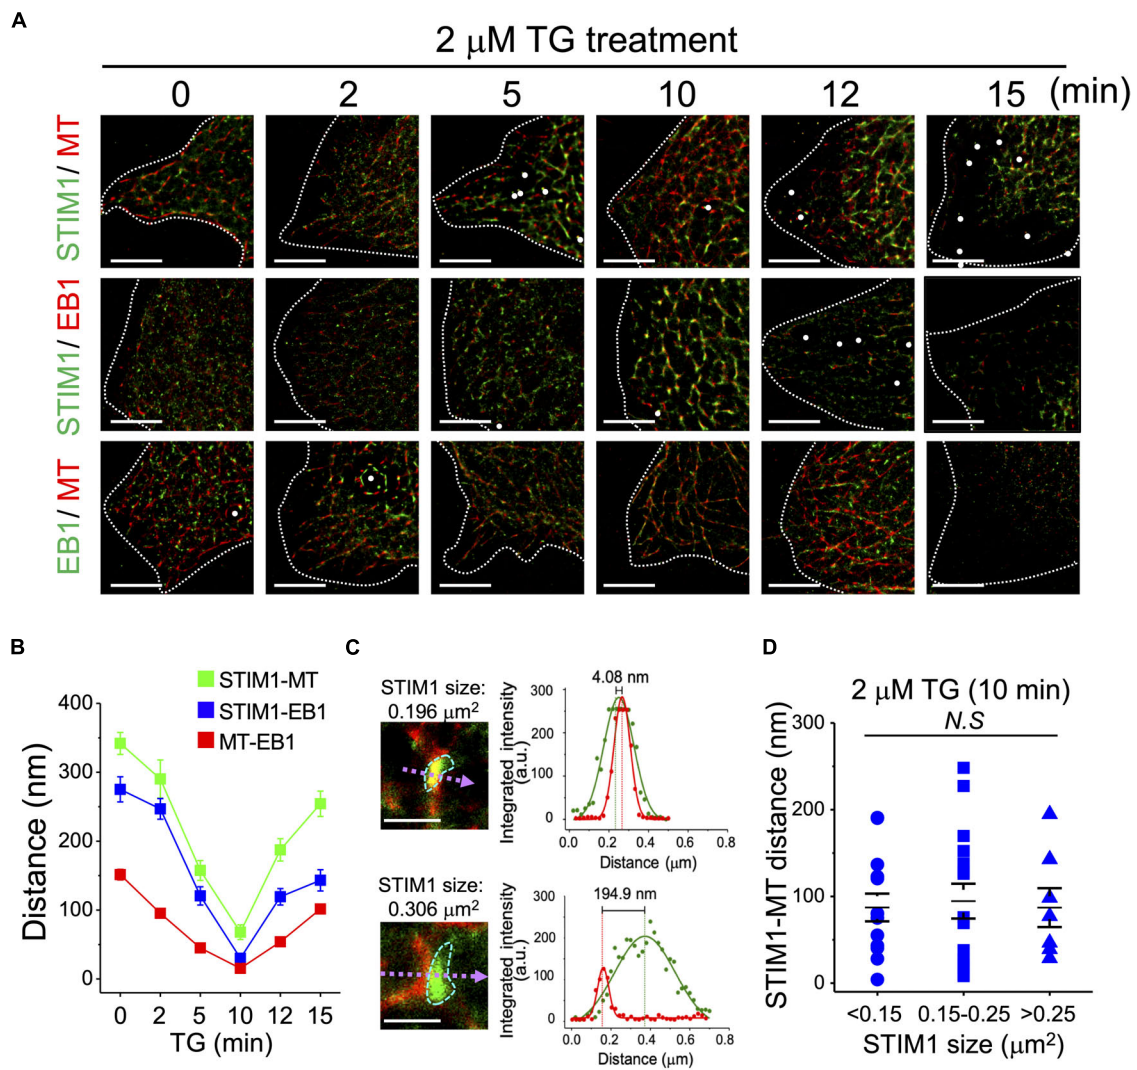 A
2 μM TG treatment
0 2 5 10 12 15 (min)
STIM1/ MT
STIM1/ EB1
EB1/ MT
B
STIM1-MT
STIM1-EB1
MT-EB1
Distance (nm)
400
300
200
100
0
0 2 5 10 12 15
TG (min)
C
STIM1 size:
0.196 μm²
Integrated intensity
(a.u.)
4.08 nm
300
200
100
0
0.0 0.2 0.4 0.6 0.8
Distance (μm)
STIM1 size:
0.306 μm²
Integrated intensity
(a.u.)
194.9 nm
300
200
100
0
0.0 0.2 0.4 0.6 0.8
Distance (μm)
D
2 μM TG (10 min)
N.S
STIM1-MT distance (nm)
300
200
100
0
<0.15 0.15-0.25 >0.25
STIM1 size (μm²)